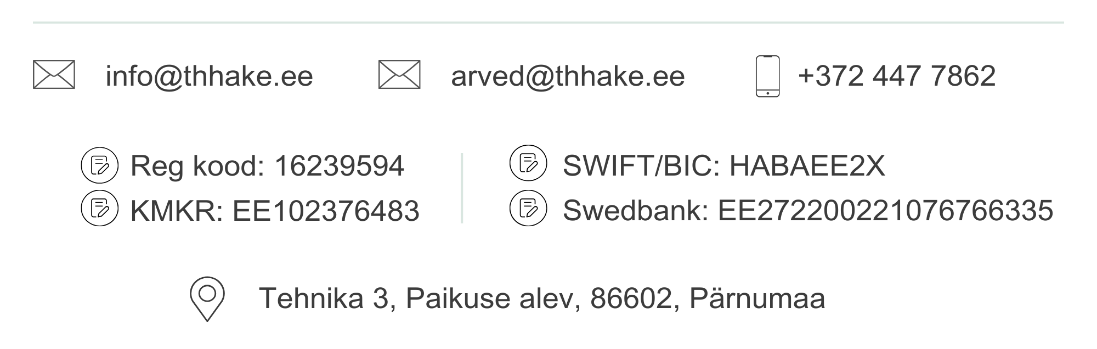 info@thhake.ee arved@thhake.ee +372 447 7862
Reg kood: 16239594
KMKR: EE102376483
SWIFT/BIC: HABAEE2X
Swedbank: EE272200221076766335
Tehnika 3, Paikuse alev, 86602, Pärnumaa